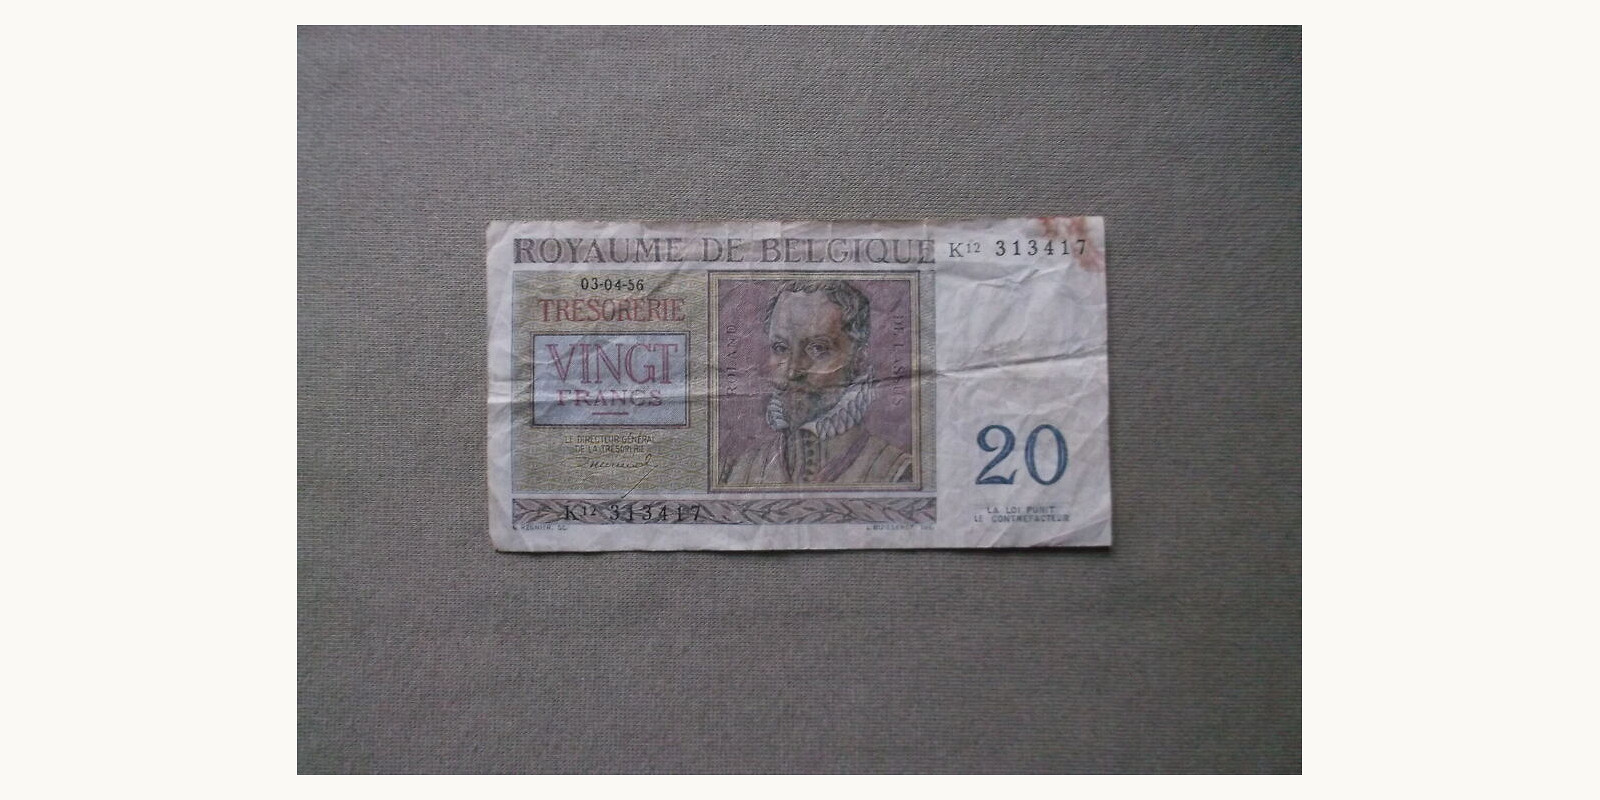 ROYAUME DE BELGIQUE
K12 313417
03-04-56
TRÉSORERIE
VINGT
FRANCS
LE DIRECTEUR GÉNÉRAL
DE LA TRÉSORERIE
ROLAND
DE LASSUS
20
LA LOI PUNIT
LE CONTREFACTEUR
K12 313417